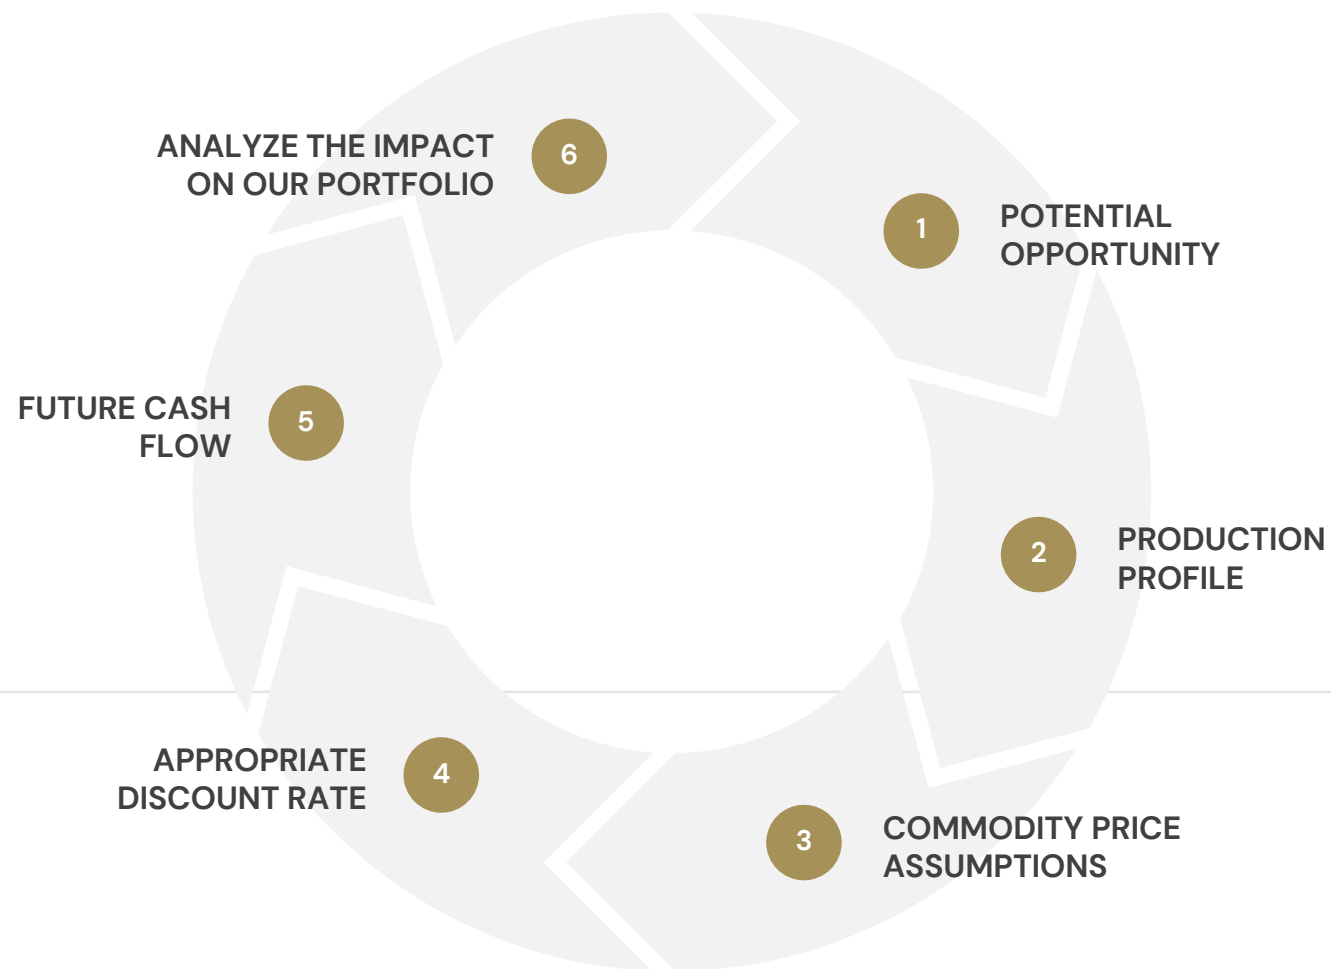 1
POTENTIAL
OPPORTUNITY
2
PRODUCTION
PROFILE
3
COMMODITY PRICE
ASSUMPTIONS
4
APPROPRIATE
DISCOUNT RATE
5
FUTURE CASH
FLOW
6
ANALYZE THE IMPACT
ON OUR PORTFOLIO